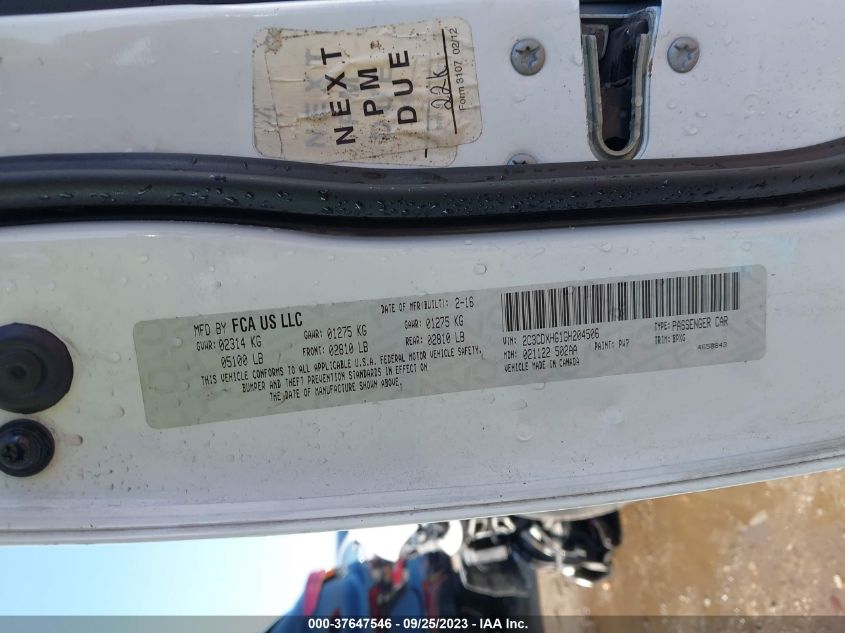 NEXT
PM
DUE
22K
Form 3107 02/12
MFD BY FCA US LLC
DATE OF MFR(BUILT): 2-16
GVWR: 02314 KG
05100 LB
GAWR: 01275 KG
FRONT: 02810 LB
GAWR: 01275 KG
REAR: 02810 LB
THIS VEHICLE CONFORMS TO ALL APPLICABLE U.S.A. FEDERAL MOTOR VEHICLE SAFETY,
BUMPER AND THEFT PREVENTION STANDARDS IN EFFECT ON
THE DATE OF MANUFACTURE SHOWN ABOVE.
VIN: 2C3CDXHG1GH204506
TYPE: PASSENGER CAR
MDH: 021122 502AA
PAINT: PW7
TRIM: BPXG
VEHICLE MADE IN CANADA
4658843
000-37647546 - 09/25/2023 - IAA Inc.